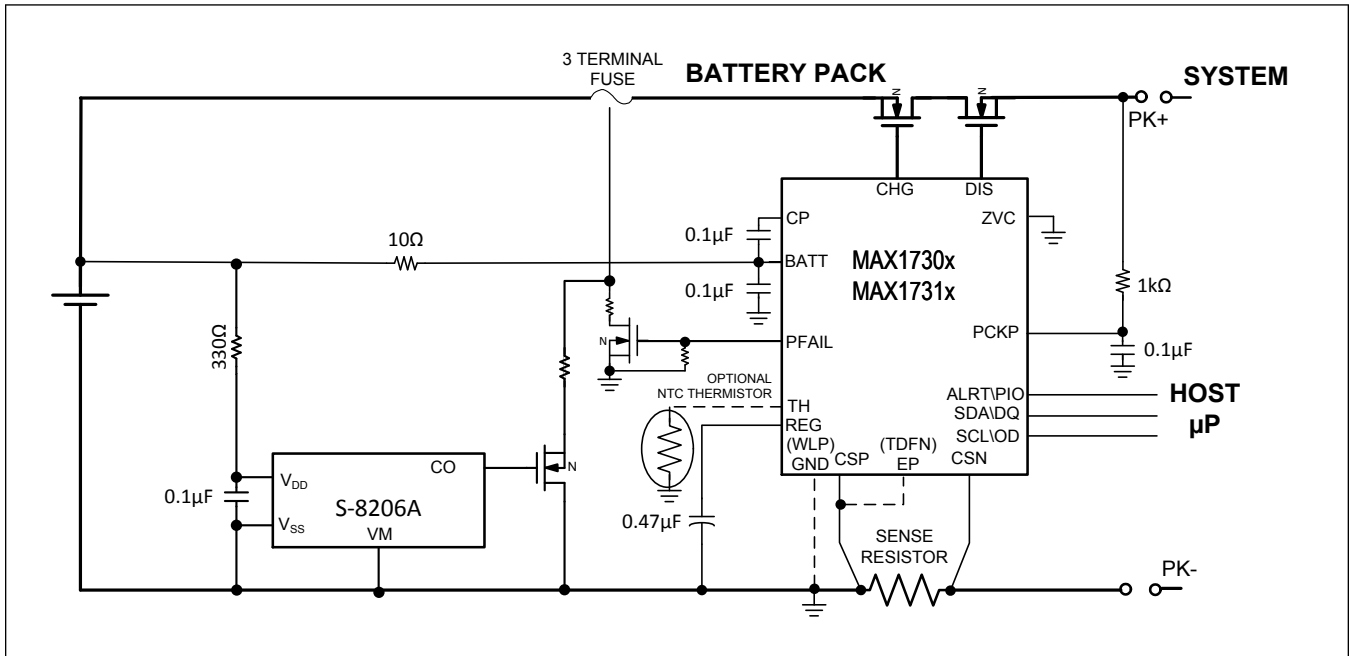 3 TERMINAL
FUSE
BATTERY PACK
SYSTEM
N
N
PK+
CHG
DIS
CP
ZVC
0.1µF
10Ω
BATT
MAX1730x
MAX1731x
0.1µF
1kΩ
330Ω
N
PFAIL
PCKP
0.1µF
OPTIONAL
NTC THERMISTOR
TH
ALRT\PIO
HOST
REG
SDA\DQ
µP
(WLP)
(TDFN)
SCL\OD
GND
CSP
EP
CSN
CO
N
VDD
0.1µF
S-8206A
VSS
VM
0.47µF
SENSE
RESISTOR
PK-